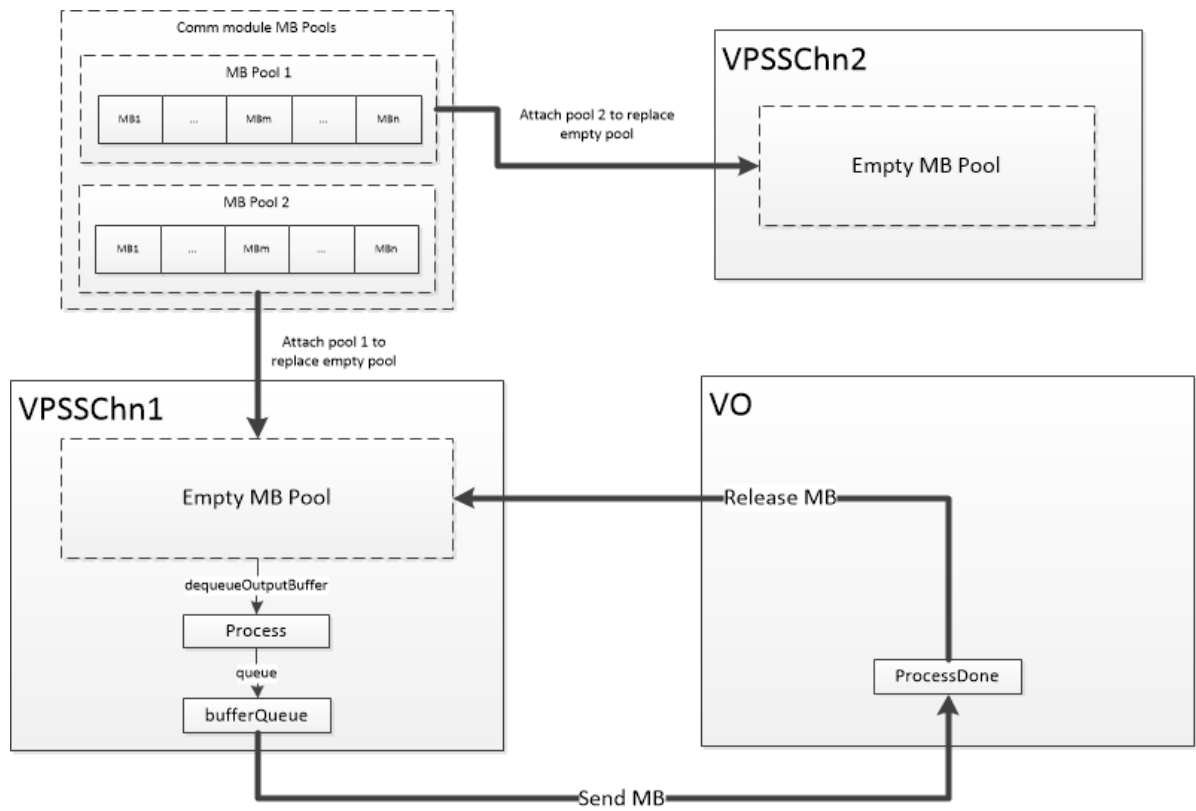 Comm module MB Pools
MB Pool 1
MB1 ... MBm ... MBn
MB Pool 2
MB1 ... MBm ... MBn
Attach pool 2 to replace
empty pool
VPSSChn2
Empty MB Pool
Attach pool 1 to
replace empty pool
VPSSChn1
Empty MB Pool
dequeueOutputBuffer
Process
queue
bufferQueue
VO
Release MB
ProcessDone
Send MB